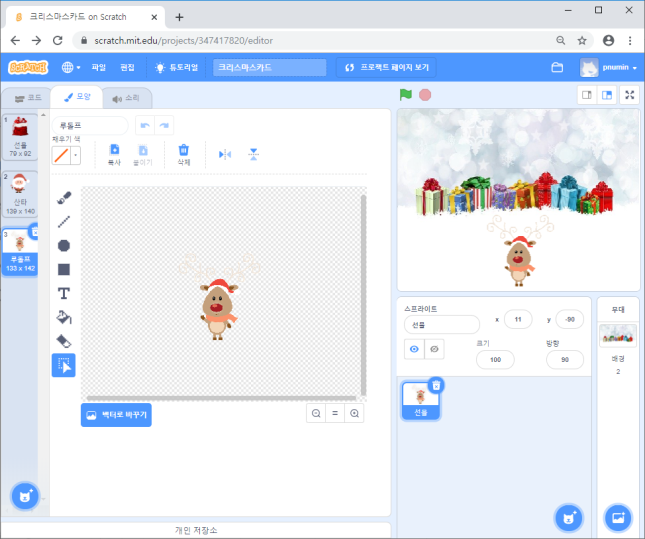 크리스마스카드 on Scratch
scratch.mit.edu/projects/347417820/editor
SCRATCH 파일 편집 튜토리얼 크리스마스카드 프로젝트 페이지 보기 pnumin
코드 모양 소리
1
선물
79 x 92
2
산타
139 x 140
3
루돌프
133 x 142
루돌프
채우기 색
복사 붙이기 삭제
벡터로 바꾸기
개인 저장소
스프라이트
선물
x 11 y -90
크기 방향
100 90
선물
무대
배경
2